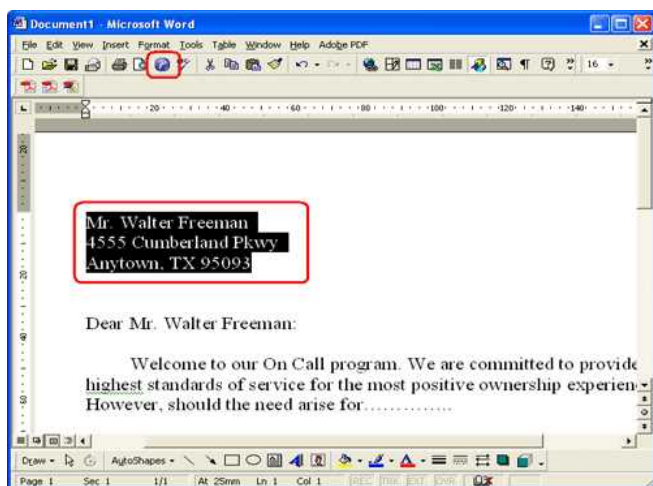 Document1 - Microsoft Word
File Edit View Insert Format Tools Table Window Help Adobe PDF
16
20 40 60 80 100 120 140
20
20
40
60
Mr. Walter Freeman
4555 Cumberland Pkwy
Anytown, TX 95093
Dear Mr. Walter Freeman:
Welcome to our On Call program. We are committed to provide
highest standards of service for the most positive ownership experien
However, should the need arise for..............
Draw AutoShapes
Page 1 Sec 1 1/1 At 25mm Ln 1 Col 1 REC TRK EXT OVR